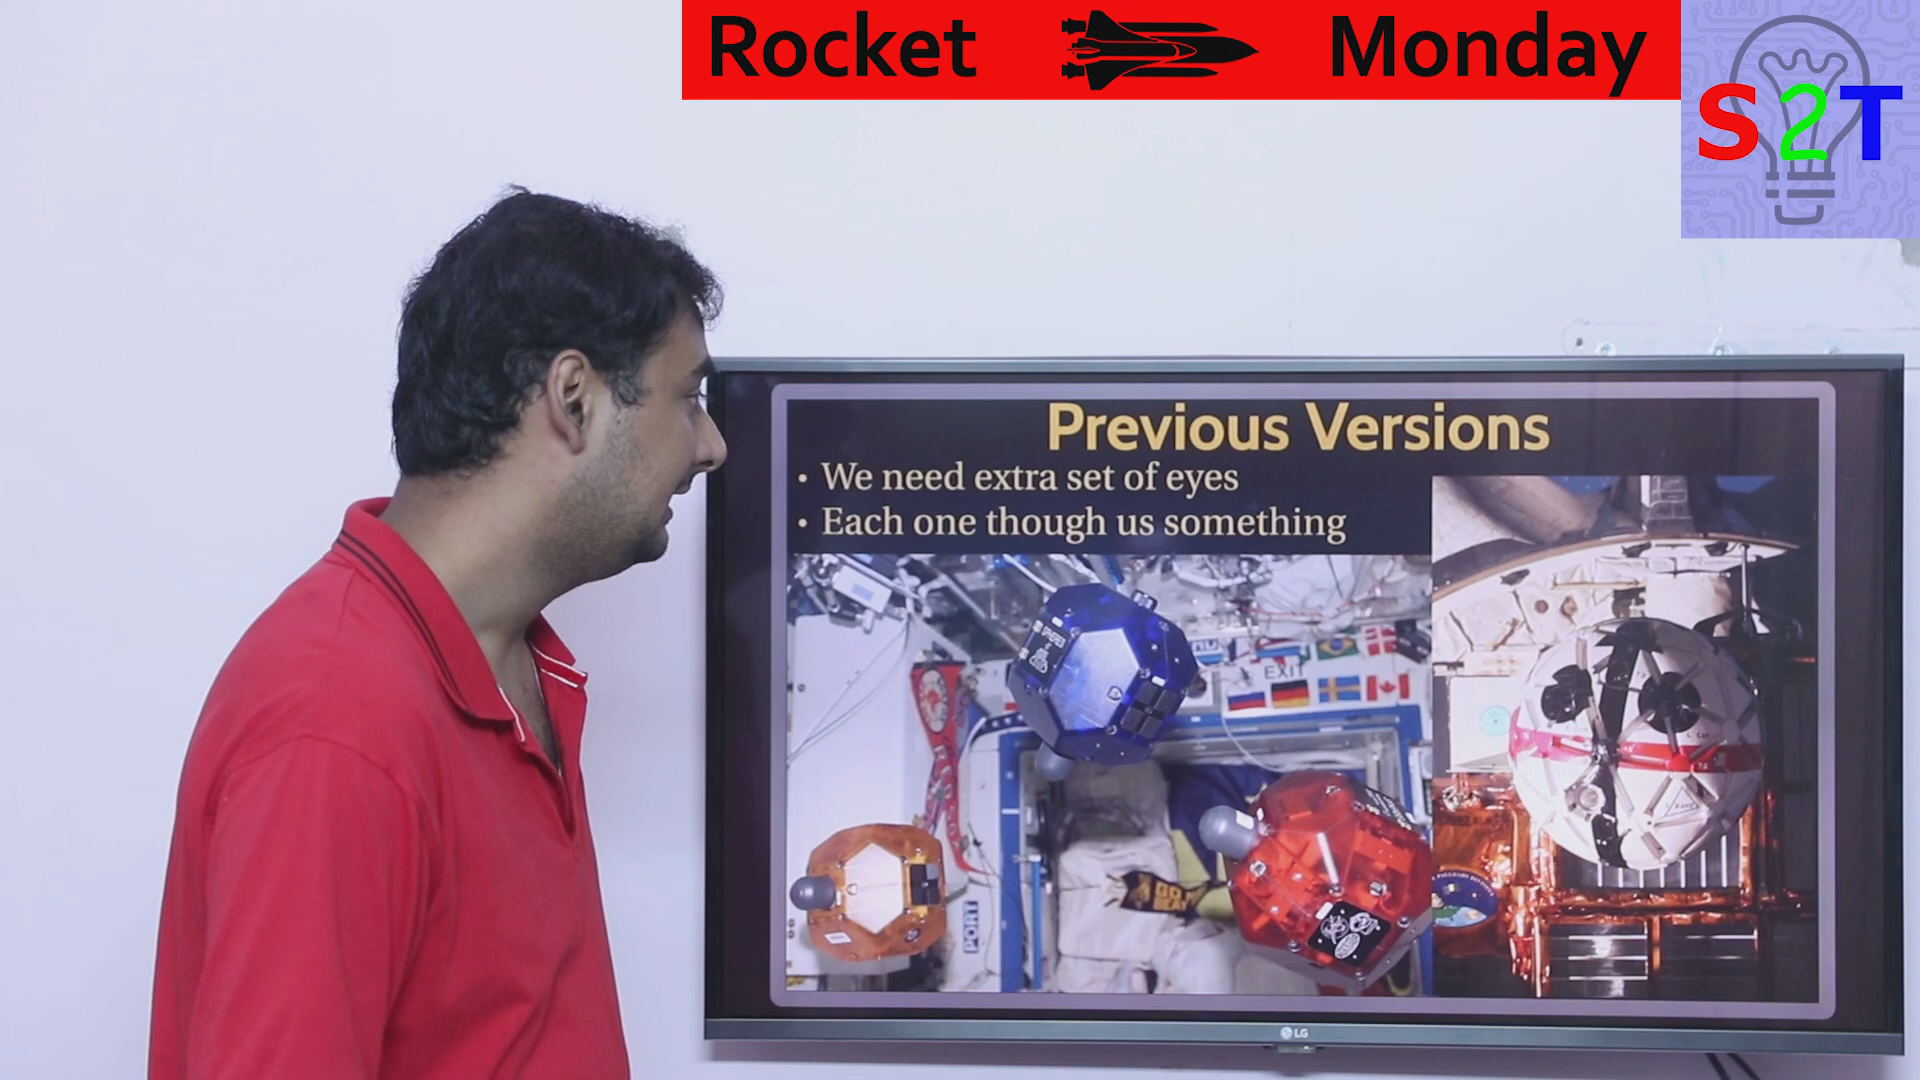 Rocket Monday
S2T
Previous Versions
• We need extra set of eyes
• Each one though us something
EXIT
PORT
LG